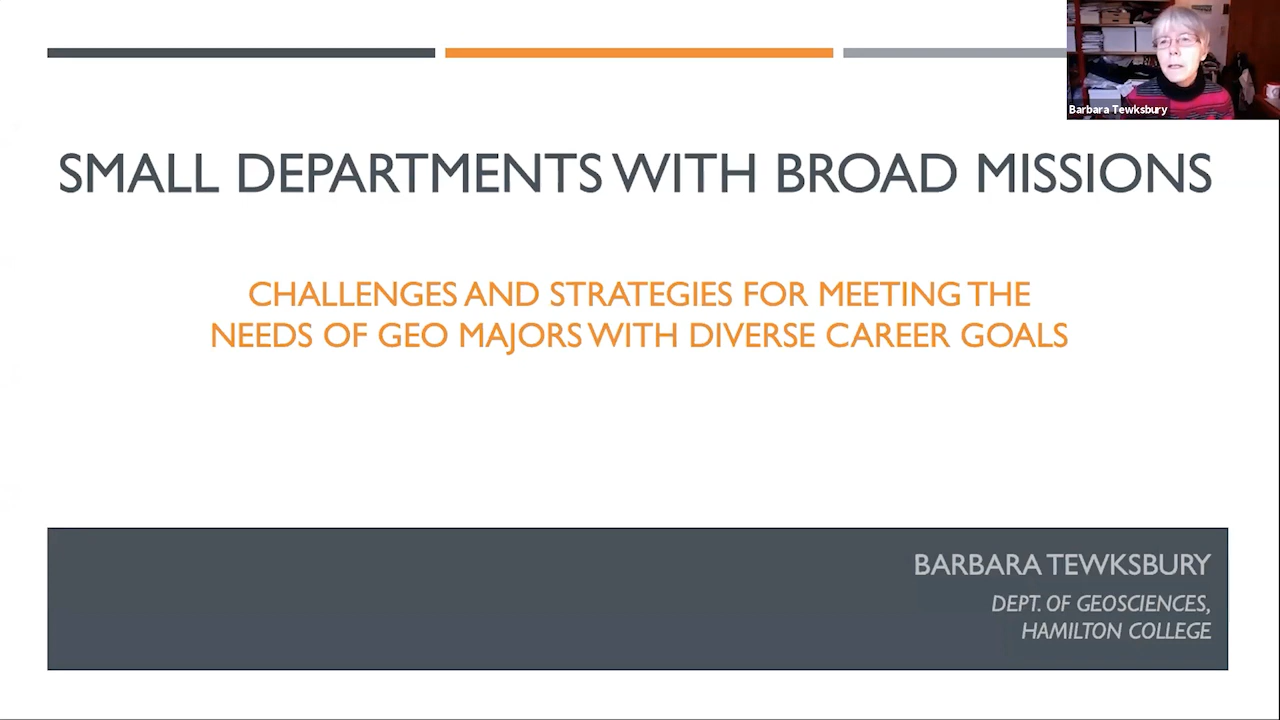 Barbara Tewksbury
SMALL DEPARTMENTS WITH BROAD MISSIONS
CHALLENGES AND STRATEGIES FOR MEETING THE
NEEDS OF GEO MAJORS WITH DIVERSE CAREER GOALS
BARBARA TEWKSBURY
DEPT. OF GEOSCIENCES,
HAMILTON COLLEGE